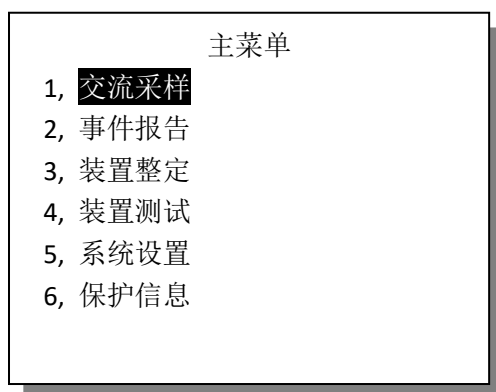 主菜单
1, 交流采样
2, 事件报告
3, 装置整定
4, 装置测试
5, 系统设置
6, 保护信息